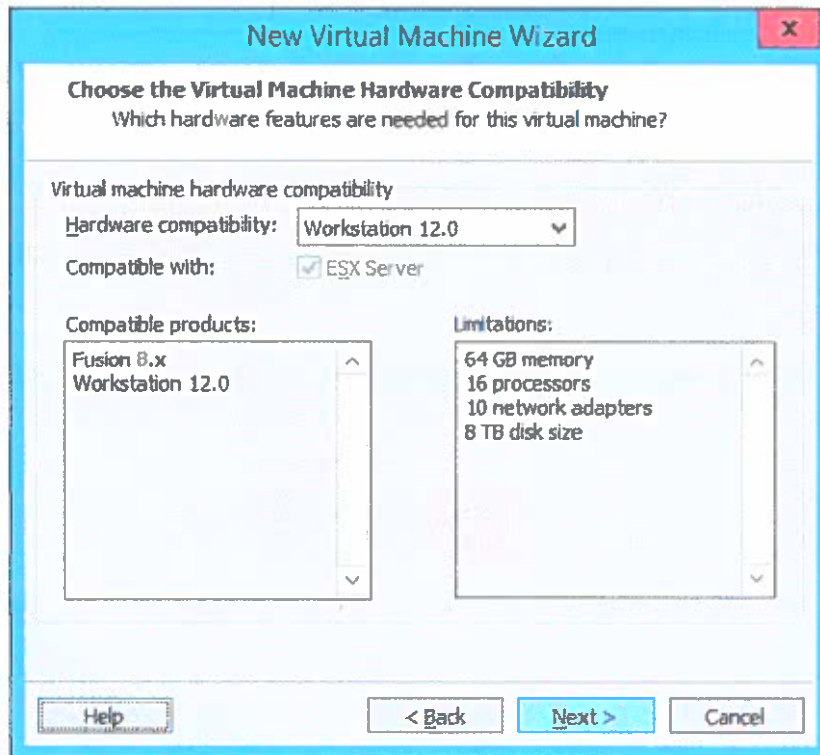 New Virtual Machine Wizard
x
Choose the Virtual Machine Hardware Compatibility
Which hardware features are needed for this virtual machine?
Virtual machine hardware compatibility
Hardware compatibility: Workstation 12.0
Compatible with: ESX Server
Compatible products:
Fusion 8.x
Workstation 12.0
Limitations:
64 GB memory
16 processors
10 network adapters
8 TB disk size
Help < Back Next > Cancel